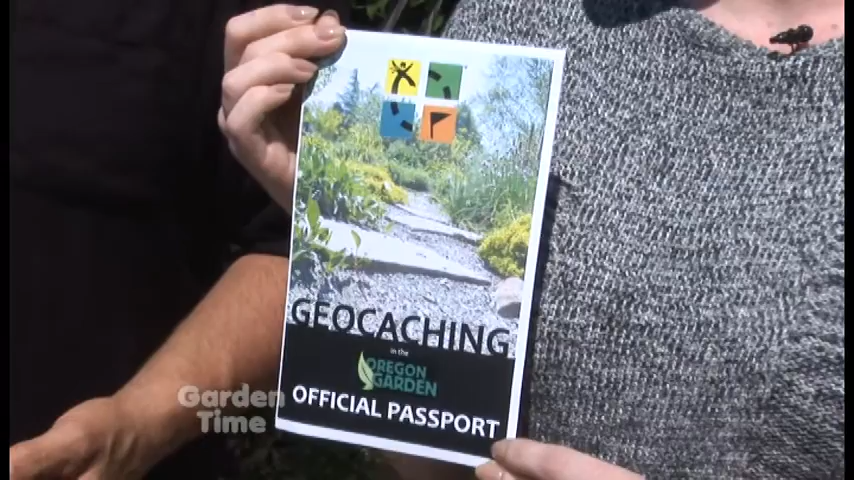 GEOCACHING
in the
OREGON
GARDEN
OFFICIAL PASSPORT
Garden
Time